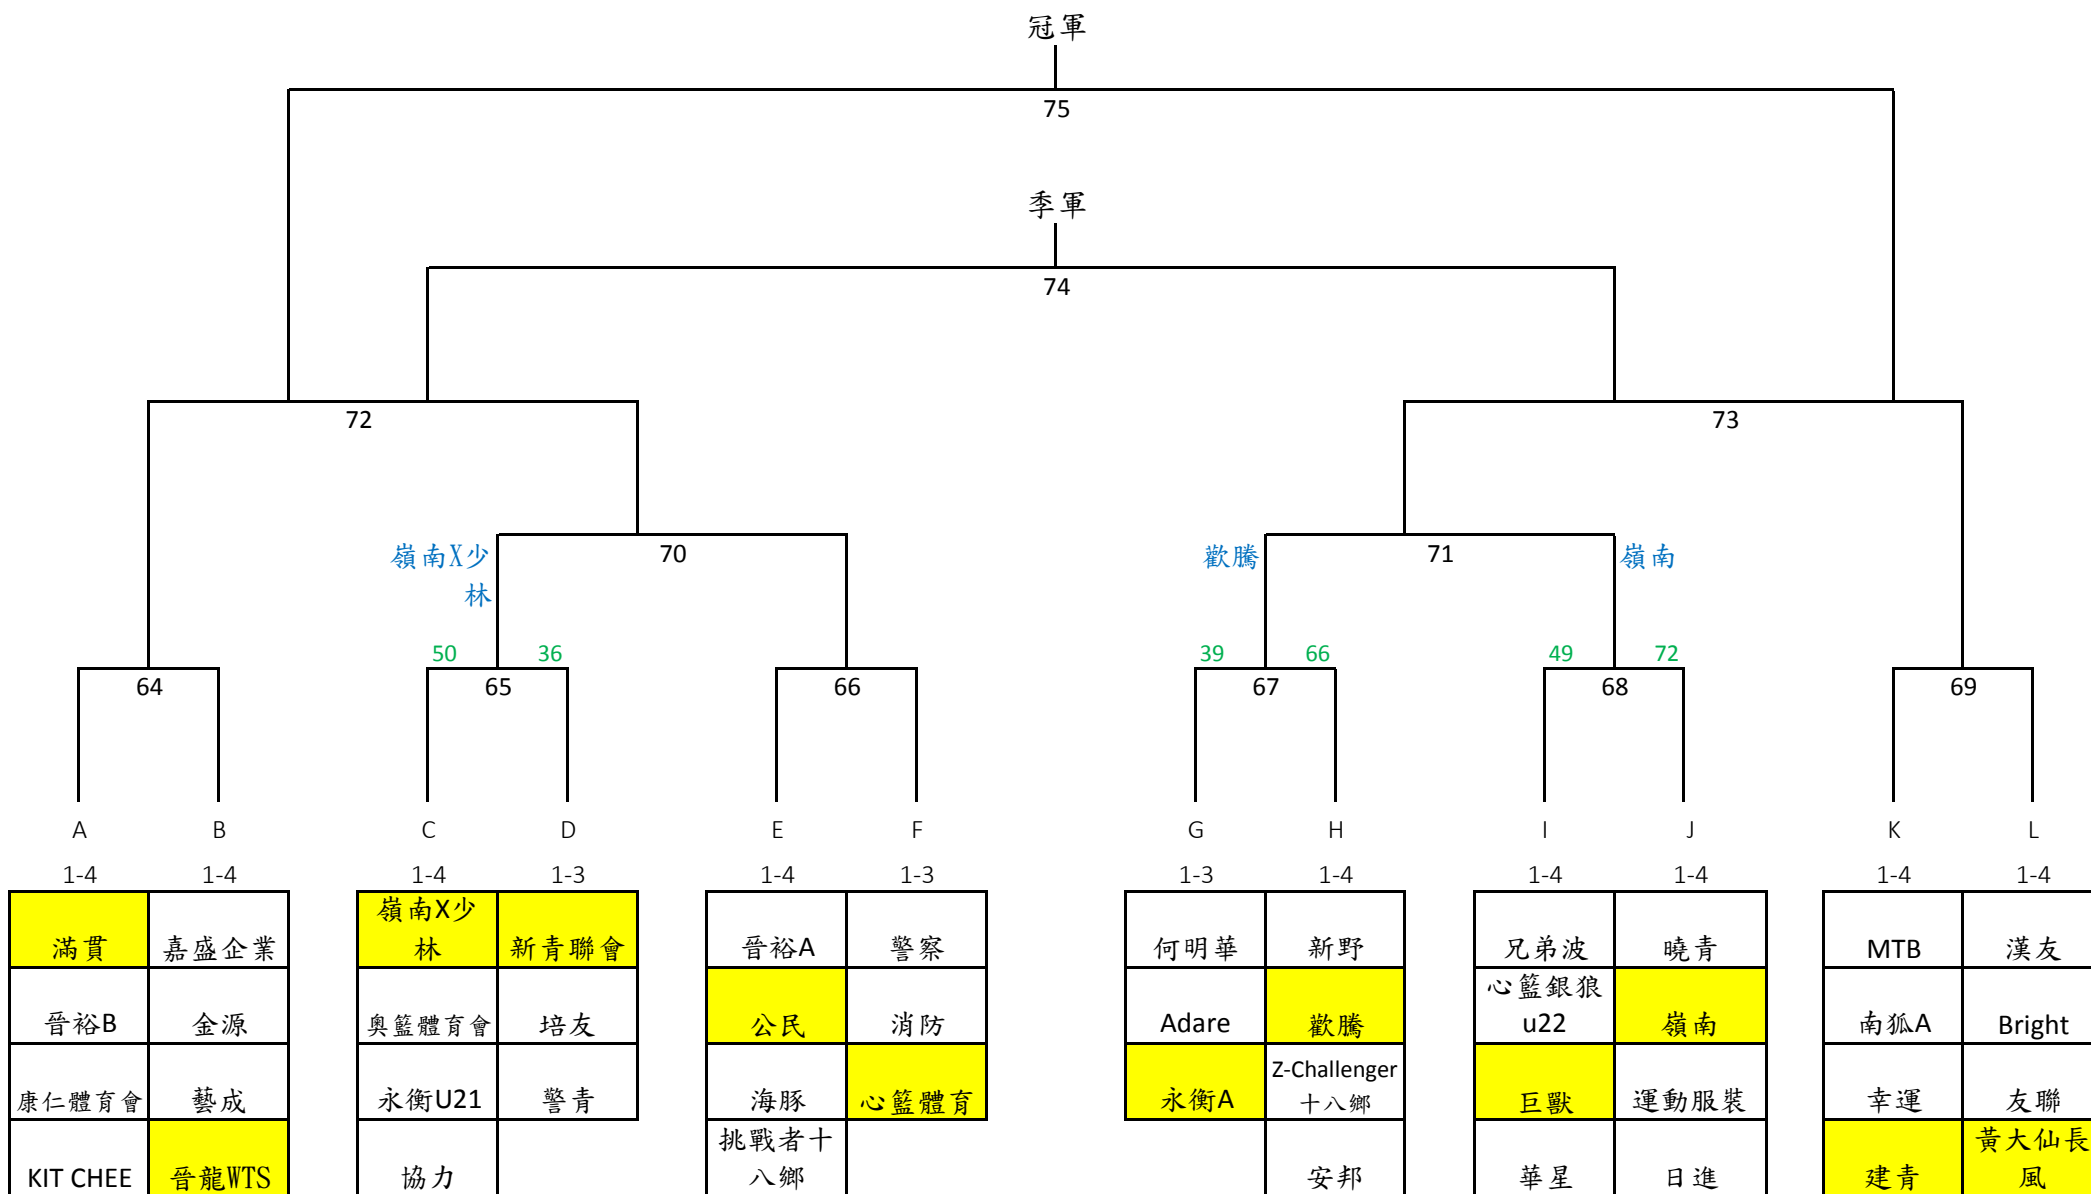 冠軍
75
季軍
74
72
73
嶺南X少
林
70
歡騰
71
嶺南
50
36
39
66
49
72
64
65
66
67
68
69
A
B
C
D
E
F
G
H
I
J
K
L
1-4
1-4
1-4
1-3
1-4
1-3
1-3
1-4
1-4
1-4
1-4
1-4
滿貫
嘉盛企業
嶺南X少
林
新青聯會
晉裕A
警察
何明華
新野
兄弟波
曉青
MTB
漢友
晉裕B
金源
奧籃體育會
培友
公民
消防
Adare
歡騰
心籃銀狼
u22
嶺南
南狐A
Bright
康仁體育會
藝成
永衡U21
警青
海豚
心籃體育
永衡A
Z-Challenger
十八鄉
巨獸
運動服裝
幸運
友聯
KIT CHEE
晉龍WTS
協力
挑戰者十
八鄉
安邦
華星
日進
建青
黃大仙長
風